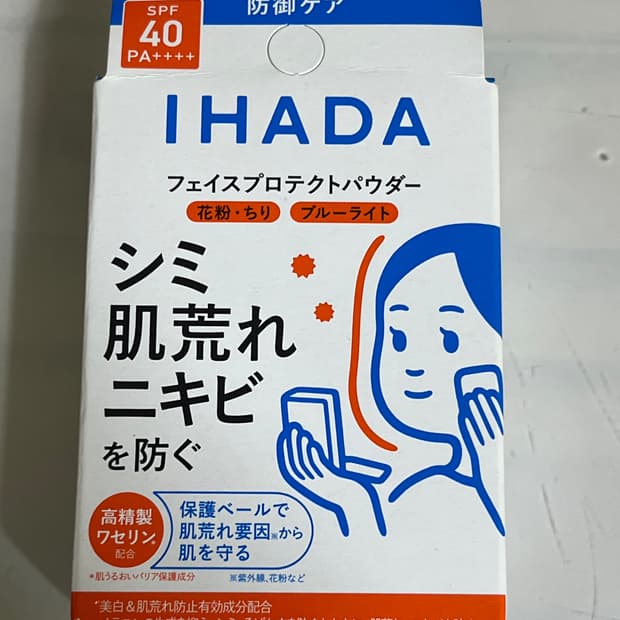 防御ケア
SPF
40
PA++++
IHADA
フェイスプロテクトパウダー
花粉・ちり ブルーライト
シミ
肌荒れ
ニキビ
を防ぐ
高精製
ワセリン*
配合
保護ベールで
肌荒れ要因※から
肌を守る
*肌うるおいバリア保護成分
※紫外線、花粉など
美白&肌荒れ防止有効成分配合